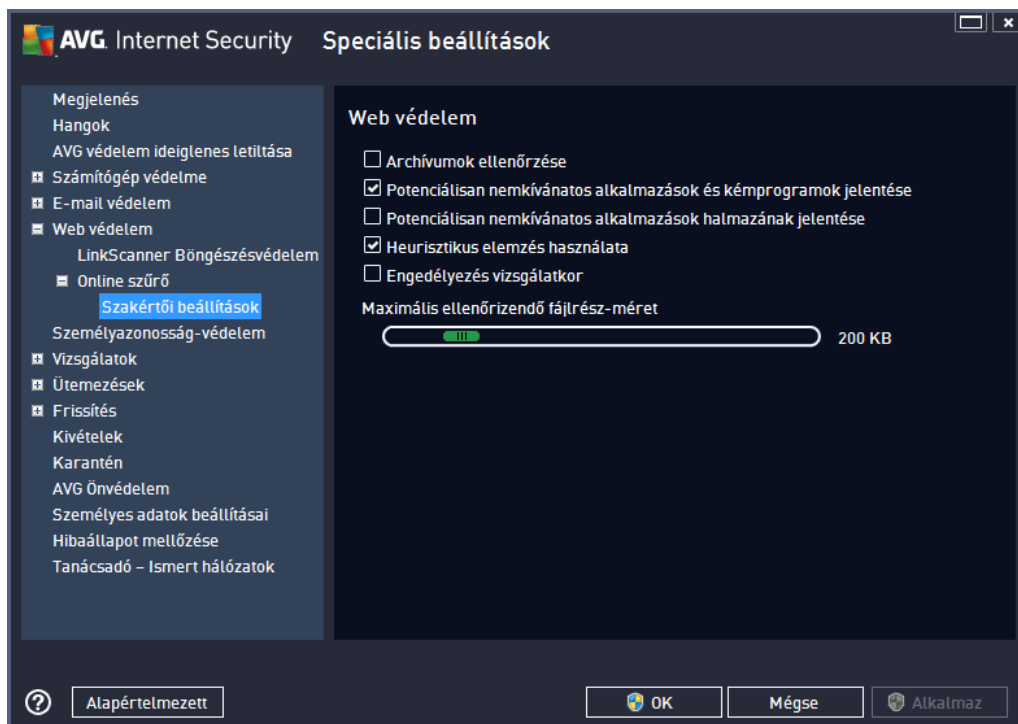 AVG. Internet Security Speciális beállítások
Megjelenés
Hangok
AVG védelem ideiglenes letiltása
Számítógép védelme
E-mail védelem
Web védelem
LinkScanner Böngészésvédelem
Online szűrő
Szakértői beállítások
Személyazonosság-védelem
Vizsgálatok
Ütemezések
Frissítés
Kivételek
Karantén
AVG Önvédelem
Személyes adatok beállításai
Hibaállapot mellőzése
Tanácsadó – Ismert hálózatok
Web védelem
Archívumok ellenőrzése
Potenciálisan nemkívánatos alkalmazások és kémprogramok jelentése
Potenciálisan nemkívánatos alkalmazások halmazának jelentése
Heurisztikus elemzés használata
Engedélyezés vizsgálatkor
Maximális ellenőrizendő fájlrész-méret
200 KB
Alapértelmezett
OK
Mégse
Alkalmaz